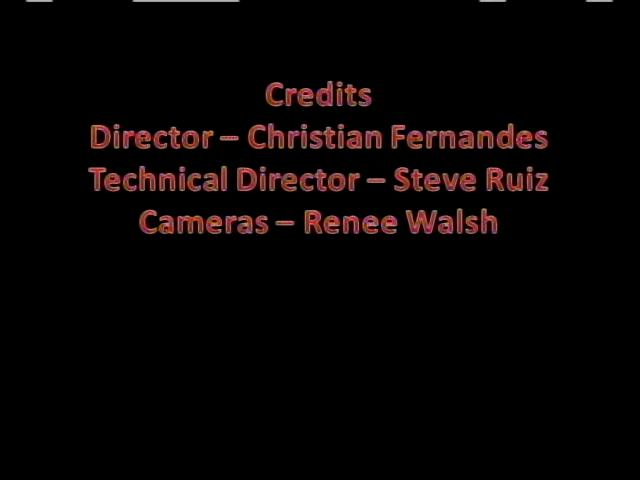 Credits
Director – Christian Fernandes
Technical Director – Steve Ruiz
Cameras – Renee Walsh